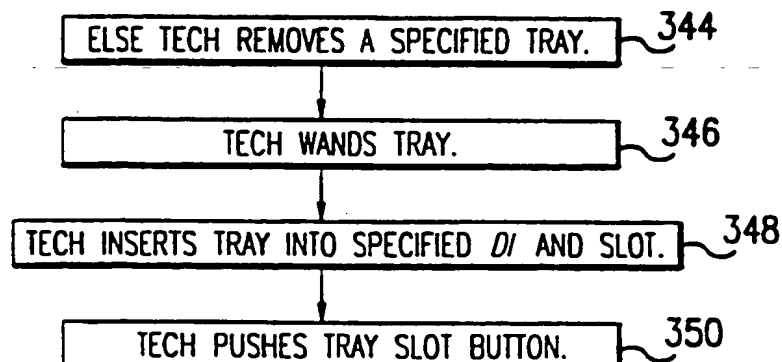 ELSE TECH REMOVES A SPECIFIED TRAY. 344
TECH WANDS TRAY. 346
TECH INSERTS TRAY INTO SPECIFIED DI AND SLOT. 348
TECH PUSHES TRAY SLOT BUTTON. 350